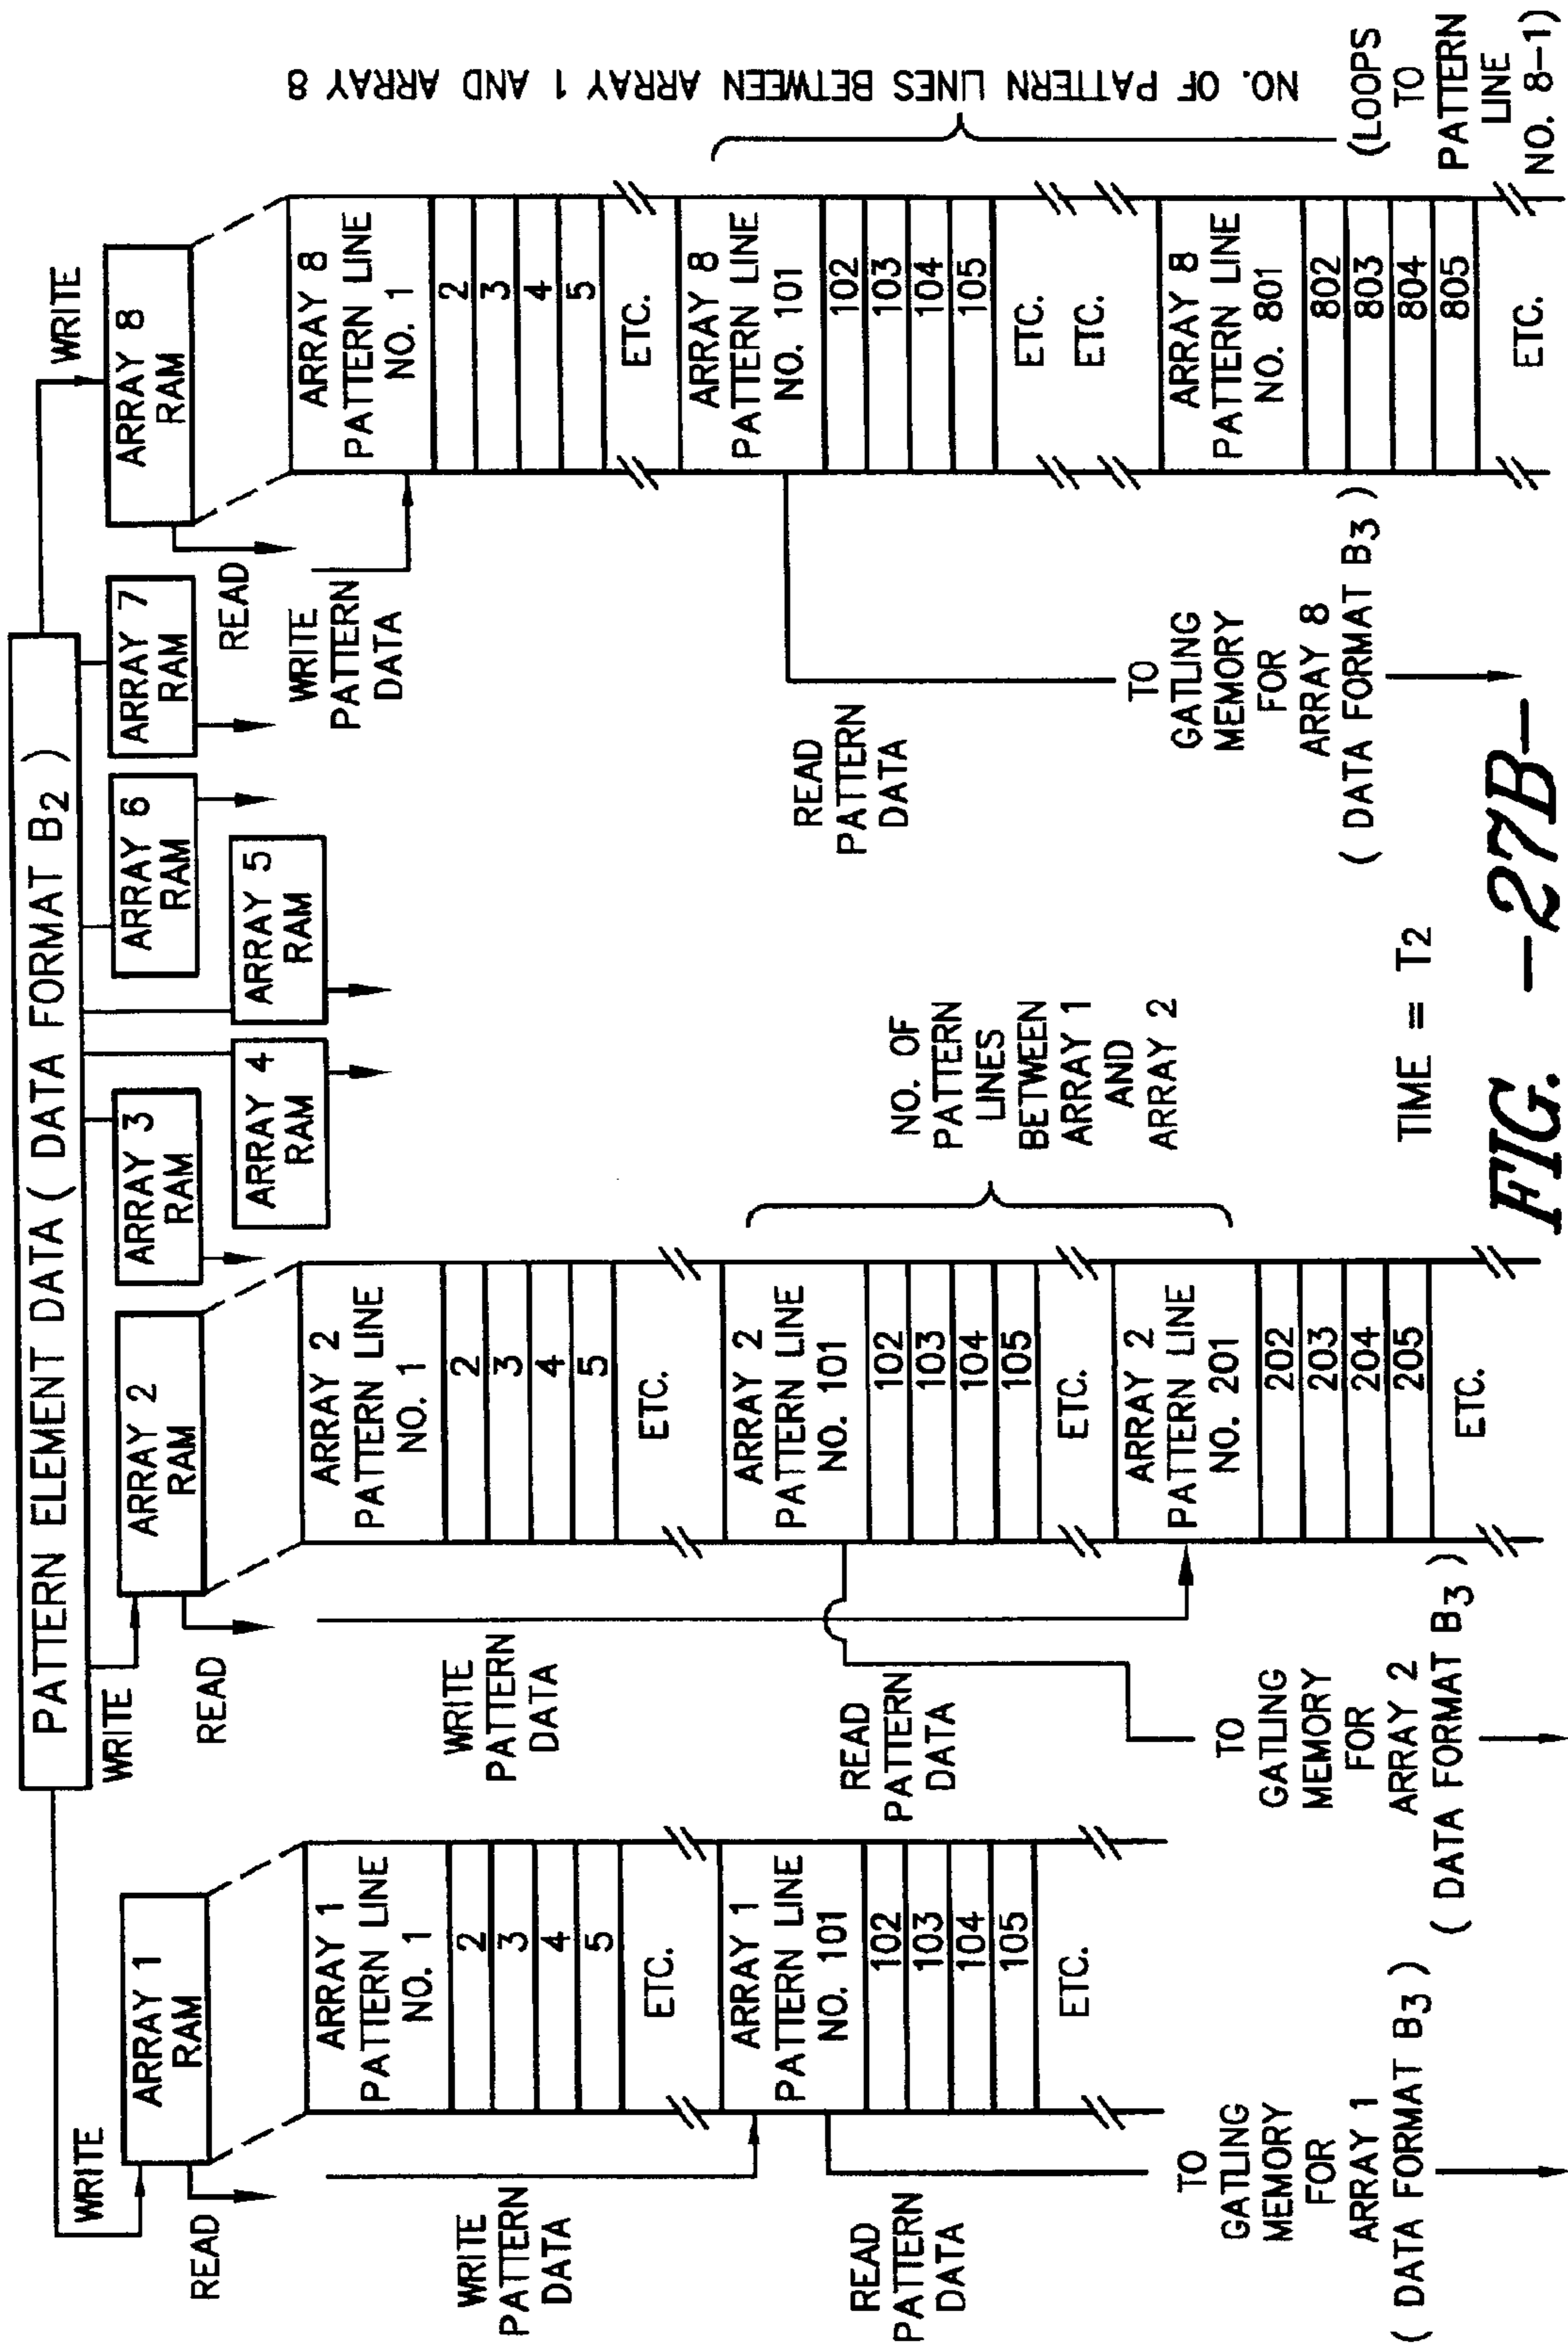 PATTERN ELEMENT DATA ( DATA FORMAT B2 )
WRITE
ARRAY 1
RAM
READ
WRITE
ARRAY 2
RAM
READ
ARRAY 3
RAM
ARRAY 4
RAM
ARRAY 5
RAM
ARRAY 6
RAM
ARRAY 7
RAM
WRITE
ARRAY 8
RAM
READ
WRITE
PATTERN
DATA
ARRAY 1
PATTERN LINE
NO. 1
2
3
4
5
ETC.
ARRAY 1
PATTERN LINE
NO. 101
102
103
104
105
ETC.
READ
PATTERN
DATA
TO
GATLING
MEMORY
FOR
ARRAY 1
( DATA FORMAT B3 )
WRITE
PATTERN
DATA
ARRAY 2
PATTERN LINE
NO. 1
2
3
4
5
ETC.
ARRAY 2
PATTERN LINE
NO. 101
102
103
104
105
ETC.
ARRAY 2
PATTERN LINE
NO. 201
202
203
204
205
ETC.
READ
PATTERN
DATA
TO
GATLING
MEMORY
FOR
ARRAY 2
( DATA FORMAT B3 )
NO. OF
PATTERN
LINES
BETWEEN
ARRAY 1
AND
ARRAY 2
WRITE
PATTERN
DATA
ARRAY 8
PATTERN LINE
NO. 1
2
3
4
5
ETC.
ARRAY 8
PATTERN LINE
NO. 101
102
103
104
105
ETC.
ETC.
ARRAY 8
PATTERN LINE
NO. 801
802
803
804
805
ETC.
READ
PATTERN
DATA
TO
GATLING
MEMORY
FOR
ARRAY 8
( DATA FORMAT B3 )
NO. OF PATTERN LINES BETWEEN ARRAY 1 AND ARRAY 8
(LOOPS
TO
PATTERN
LINE
NO. 8-1)
TIME = T2
FIG. -27B-